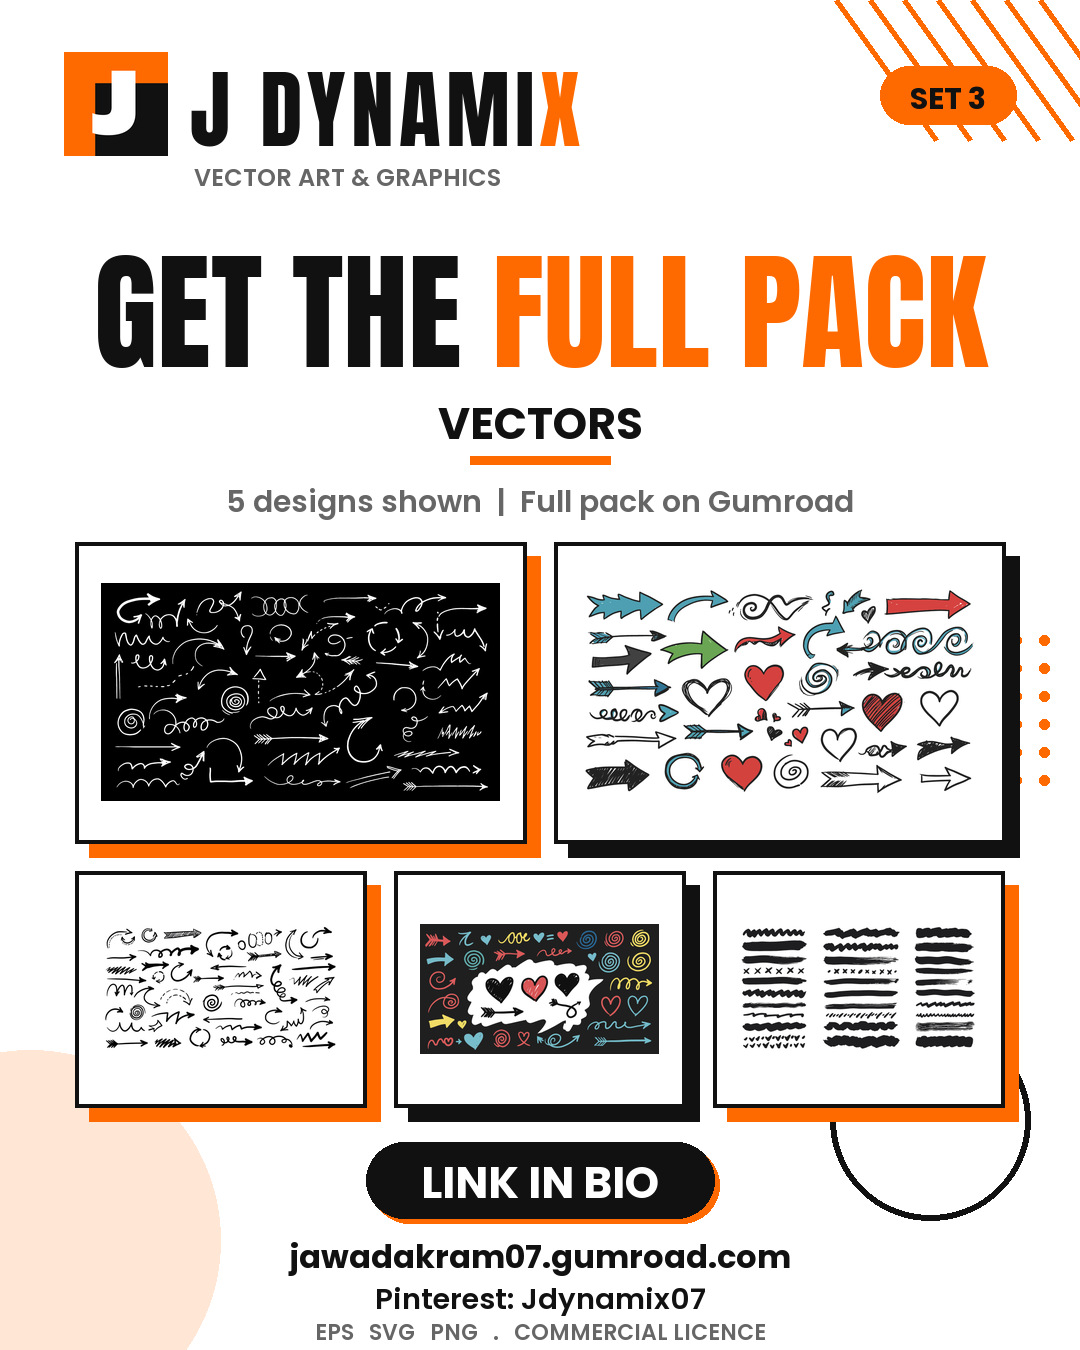 J DYNAMIX
VECTOR ART & GRAPHICS
SET 3
GET THE FULL PACK
VECTORS
5 designs shown | Full pack on Gumroad
LINK IN BIO
jawadakram07.gumroad.com
Pinterest: Jdynamix07
EPS SVG PNG . COMMERCIAL LICENCE